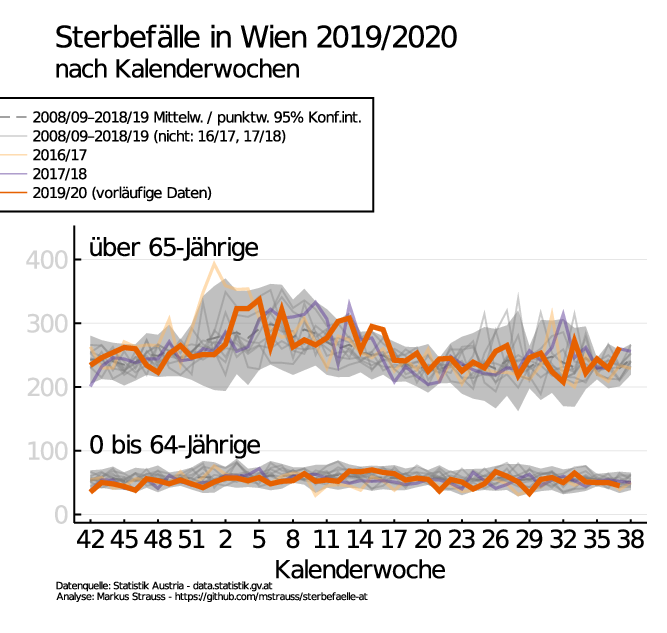 Sterbefälle in Wien 2019/2020
nach Kalenderwochen
2008/09–2018/19 Mittelw. / punktw. 95% Konf.int.
2008/09–2018/19 (nicht: 16/17, 17/18)
2016/17
2017/18
2019/20 (vorläufige Daten)
über 65-Jährige
400
300
200
0 bis 64-Jährige
100
0
42 45 48 51 2 5 8 11 14 17 20 23 26 29 32 35 38
Kalenderwoche
Datenquelle: Statistik Austria - data.statistik.gv.at
Analyse: Markus Strauss - https://github.com/mstrauss/sterbefaelle-at